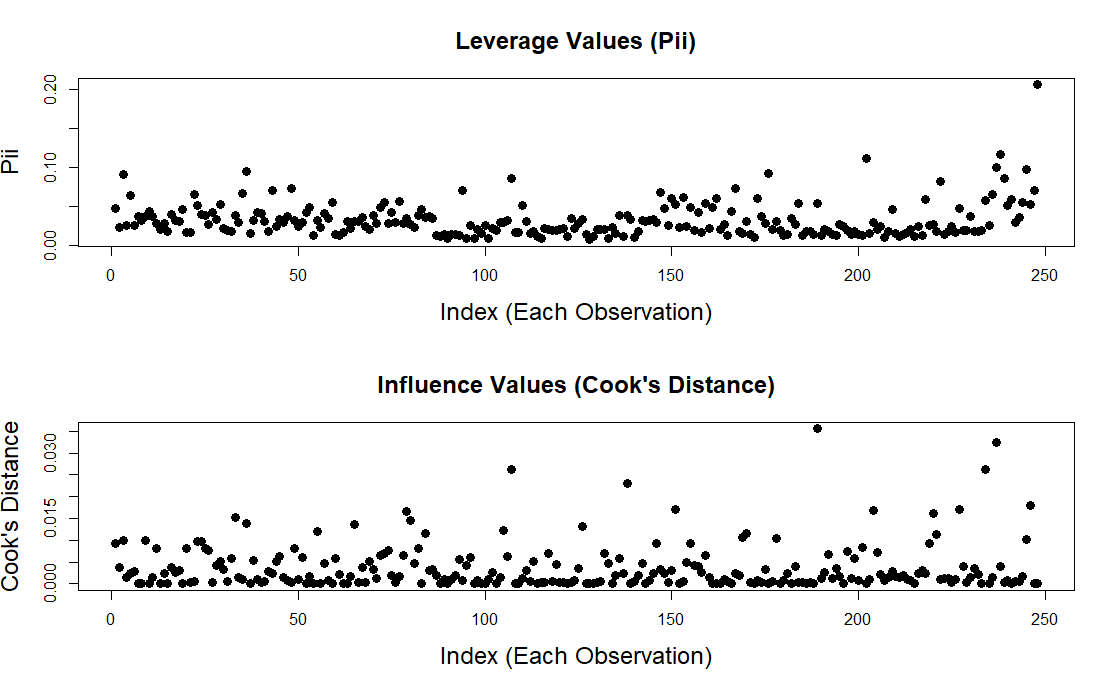 Leverage Values (Pii)
Pii
0.20
0.10
0.00
0 50 100 150 200 250
Index (Each Observation)
Influence Values (Cook's Distance)
Cook's Distance
0.030
0.015
0.000
0 50 100 150 200 250
Index (Each Observation)